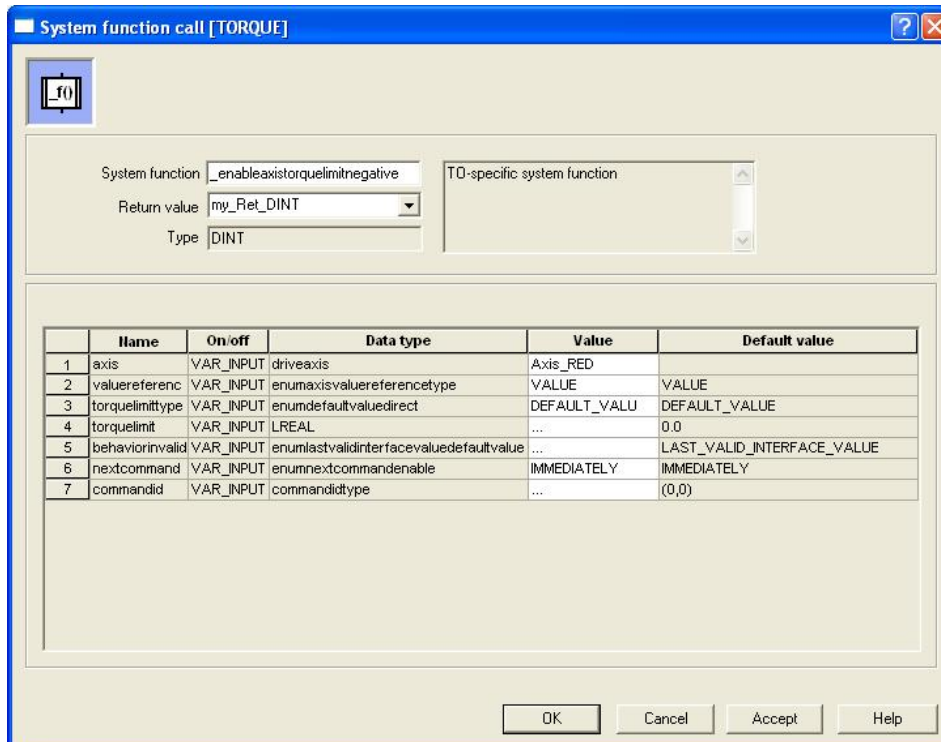 System function call [TORQUE]
_f()
System function _enableaxistorquelimitnegative TO-specific system function
Return value my_Ret_DINT
Type DINT
Name On/off Data type Value Default value
1 axis VAR_INPUT driveaxis Axis_RED
2 valuereferenc VAR_INPUT enumaxisvaluereferencetype VALUE VALUE
3 torquelimittype VAR_INPUT enumdefaultvaluedirect DEFAULT_VALU DEFAULT_VALUE
4 torquelimit VAR_INPUT LREAL ... 0.0
5 behaviorinvalid VAR_INPUT enumlastvalidinterfacevaluedefaultvalue ... LAST_VALID_INTERFACE_VALUE
6 nextcommand VAR_INPUT enumnextcommandenable IMMEDIATELY IMMEDIATELY
7 commandid VAR_INPUT commandidtype ... (0,0)
OK Cancel Accept Help